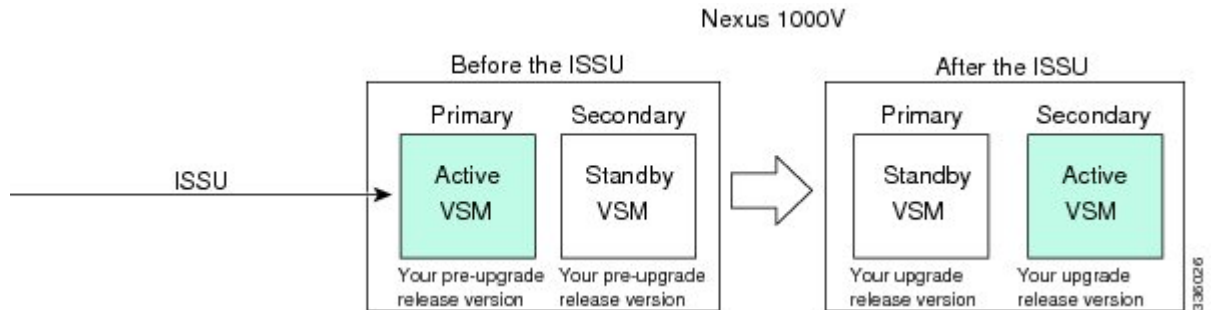 Nexus 1000V
Before the ISSU
After the ISSU
Primary
Secondary
Primary
Secondary
ISSU
Active
VSM
Standby
VSM
Standby
VSM
Active
VSM
Your pre-upgrade
release version
Your pre-upgrade
release version
Your upgrade
release version
Your upgrade
release version
336026